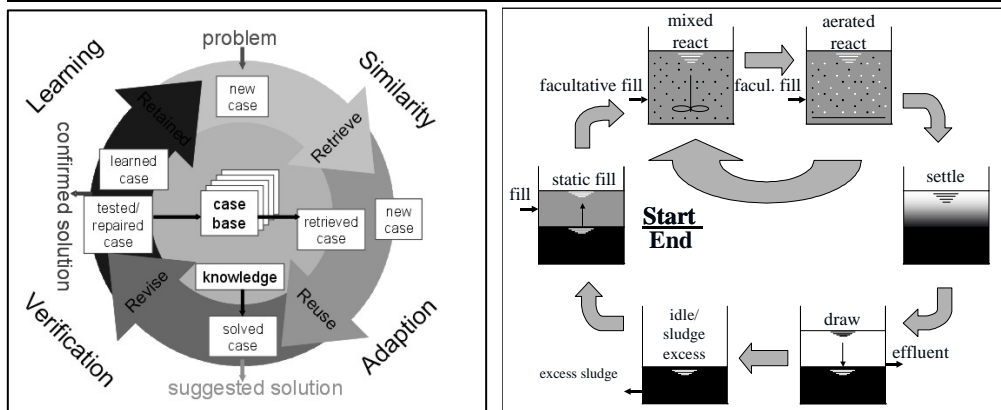 problem
Learning
Similarity
new
case
Retained
Retrieve
learned
case
confirmed solution
tested/
repaired
case
case
base
retrieved
case
new
case
knowledge
Revise
Reuse
solved
case
Verification
Adaption
suggested solution
mixed
react
aerated
react
facultative fill
facul. fill
static fill
fill
settle
Start
End
idle/
sludge
excess
draw
effluent
excess sludge